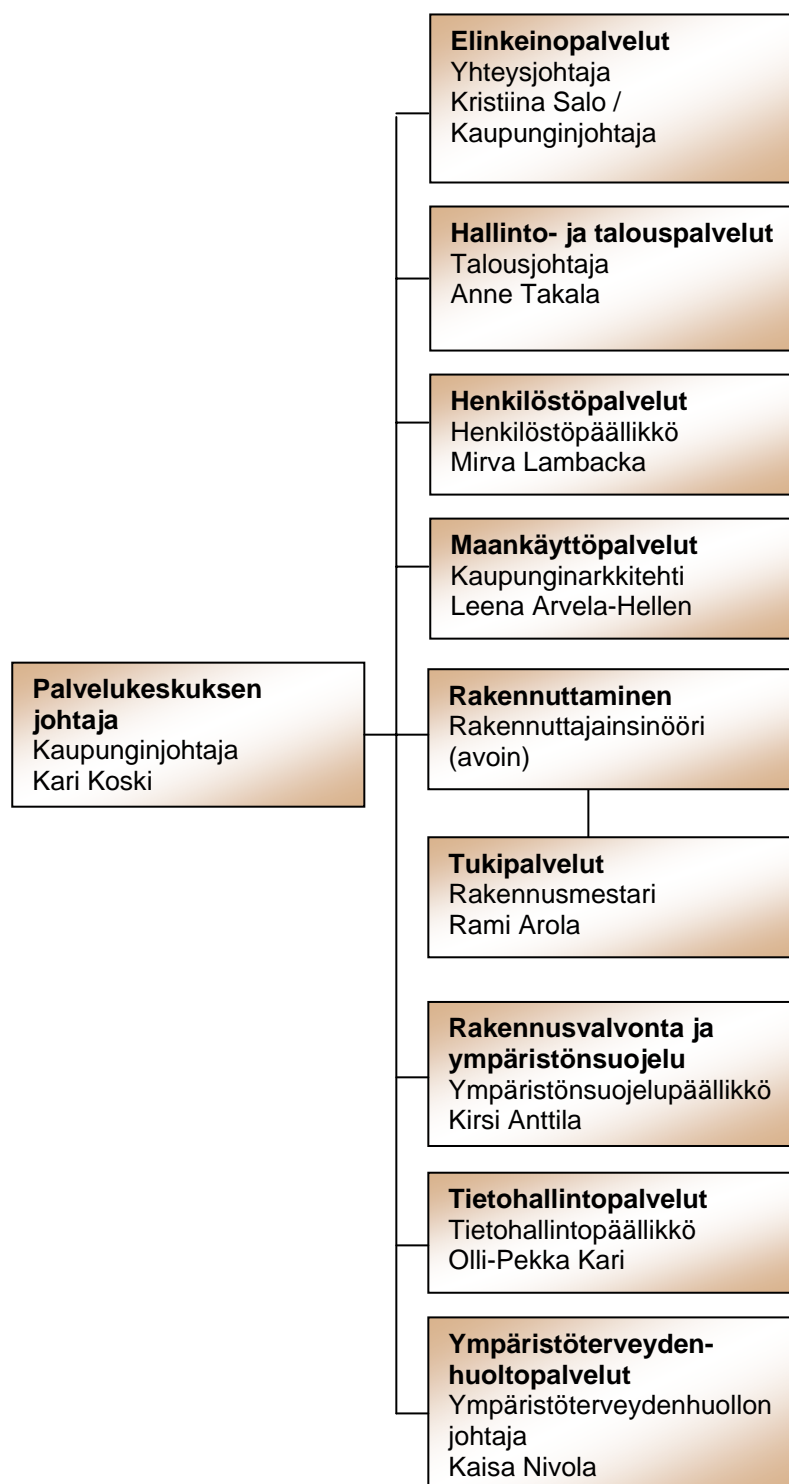 Elinkeinopalvelut
Yhteysjohtaja
Kristiina Salo /
Kaupunginjohtaja
Hallinto- ja talouspalvelut
Talousjohtaja
Anne Takala
Henkilöstöpalvelut
Henkilöstöpäällikkö
Mirva Lambacka
Maankäyttöpalvelut
Kaupunginarkkitehti
Leena Arvela-Hellen
Palvelukeskuksen
johtaja
Kaupunginjohtaja
Kari Koski
Rakennuttaminen
Rakennuttajainsinööri
(avoin)
Tukipalvelut
Rakennusmestari
Rami Arola
Rakennusvalvonta ja
ympäristönsuojelu
Ympäristönsuojelupäällikkö
Kirsi Anttila
Tietohallintopalvelut
Tietohallintopäällikkö
Olli-Pekka Kari
Ympäristöterveyden-
huoltopalvelut
Ympäristöterveydenhuollon
johtaja
Kaisa Nivola